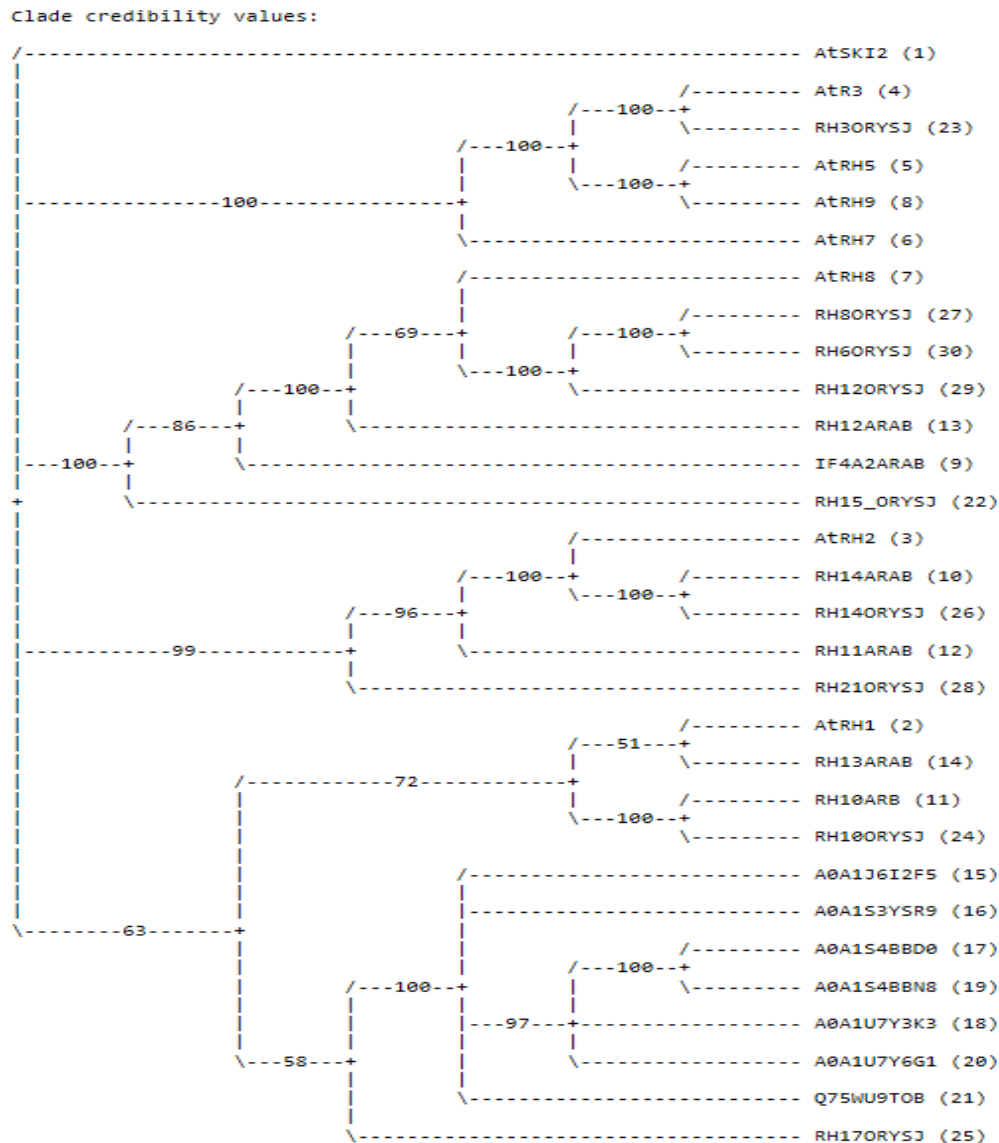 Clade credibility values:
AtSKI2 (1)
AtR3 (4)
100
RH3ORYSJ (23)
100
AtRH5 (5)
100
AtRH9 (8)
100
AtRH7 (6)
AtRH8 (7)
RH8ORYSJ (27)
69
100
RH6ORYSJ (30)
100
RH12ORYSJ (29)
100
RH12ARAB (13)
86
IF4A2ARAB (9)
100
RH15_ORYSJ (22)
AtRH2 (3)
100
RH14ARAB (10)
100
RH14ORYSJ (26)
96
RH11ARAB (12)
99
RH21ORYSJ (28)
AtRH1 (2)
51
RH13ARAB (14)
72
RH10ARB (11)
100
RH10ORYSJ (24)
A0A1J6I2F5 (15)
A0A1S3YSR9 (16)
63
A0A1S4BBD0 (17)
100
A0A1S4BBN8 (19)
100
97
A0A1U7Y3K3 (18)
58
A0A1U7Y6G1 (20)
Q75WU9TOB (21)
RH17ORYSJ (25)